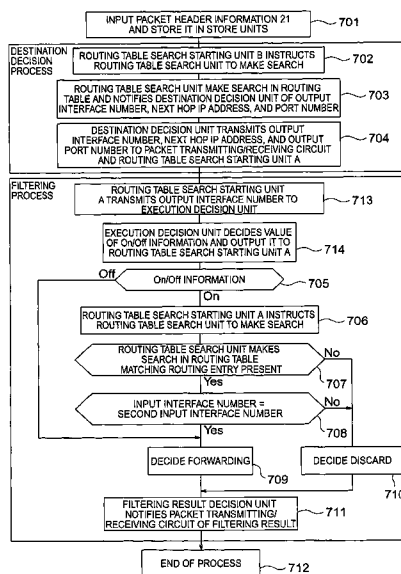 INPUT PACKET HEADER INFORMATION 21
AND STORE IT IN STORE UNITS
701
DESTINATION
DECISION
PROCESS
ROUTING TABLE SEARCH STARTING UNIT B INSTRUCTS
ROUTING TABLE SEARCH UNIT TO MAKE SEARCH
702
ROUTING TABLE SEARCH UNIT MAKE SEARCH IN ROUTING
TABLE AND NOTIFIES DESTINATION DECISION UNIT OF OUTPUT
INTERFACE NUMBER, NEXT HOP IP ADDRESS, AND PORT NUMBER
703
DESTINATION DECISION UNIT TRANSMITS OUTPUT
INTERFACE NUMBER, NEXT HOP IP ADDRESS, AND OUTPUT
PORT NUMBER TO PACKET TRANSMITTING/RECEIVING CIRCUIT
AND ROUTING TABLE SEARCH STARTING UNIT A
704
FILTERING
PROCESS
ROUTING TABLE SEARCH STARTING UNIT
A TRANSMITS OUTPUT INTERFACE NUMBER TO
EXECUTION DECISION UNIT
713
EXECUTION DECISION UNIT DECIDES VALUE
OF On/Off INFORMATION AND OUTPUT IT TO
ROUTING TABLE SEARCH STARTING UNIT A
714
Off
On/Off INFORMATION
705
On
ROUTING TABLE SEARCH STARTING UNIT A INSTRUCTS
ROUTING TABLE SEARCH UNIT TO MAKE SEARCH
706
ROUTING TABLE SEARCH UNIT MAKES
SEARCH IN ROUTING TABLE
MATCHING ROUTING ENTRY PRESENT
No
707
Yes
INPUT INTERFACE NUMBER =
SECOND INPUT INTERFACE NUMBER
No
708
Yes
DECIDE FORWARDING
709
DECIDE DISCARD
710
FILTERING RESULT DECISION UNIT
NOTIFIES PACKET TRANSMITTING/
RECEIVING CIRCUIT OF FILTERING RESULT
711
END OF PROCESS
712